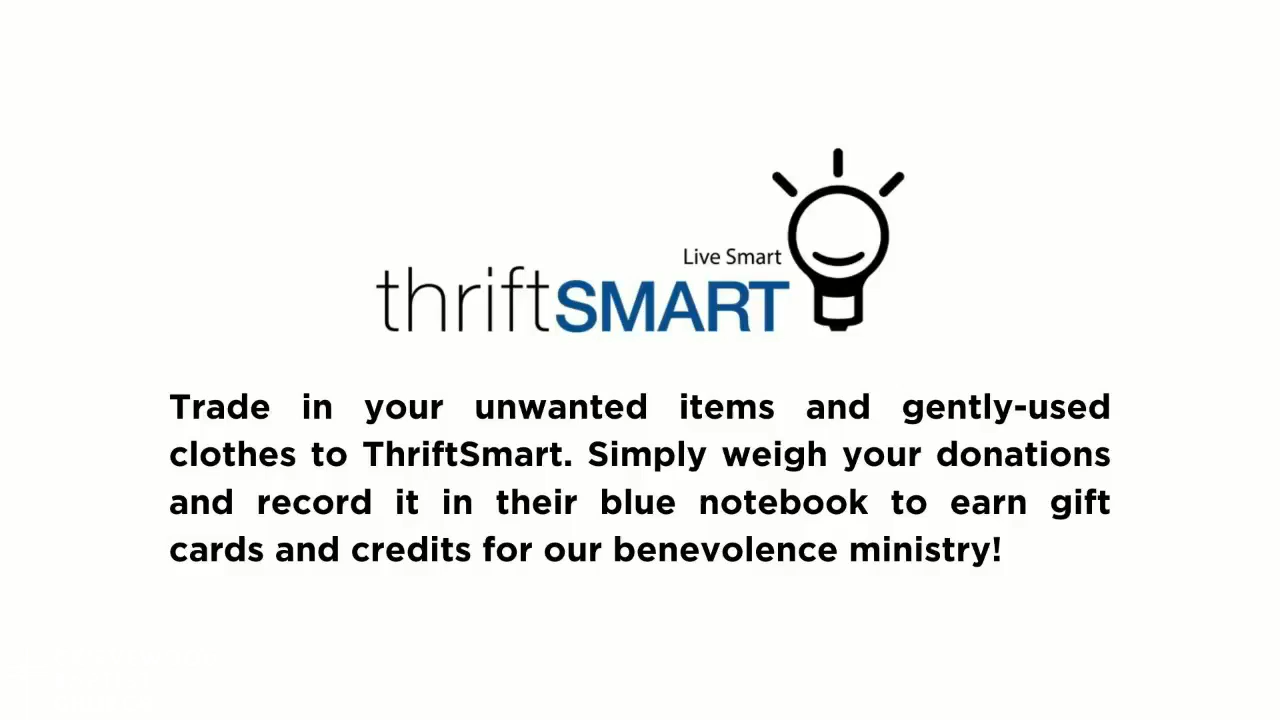 Live Smart
thriftSMART
Trade in your unwanted items and gently-used
clothes to ThriftSmart. Simply weigh your donations
and record it in their blue notebook to earn gift
cards and credits for our benevolence ministry!